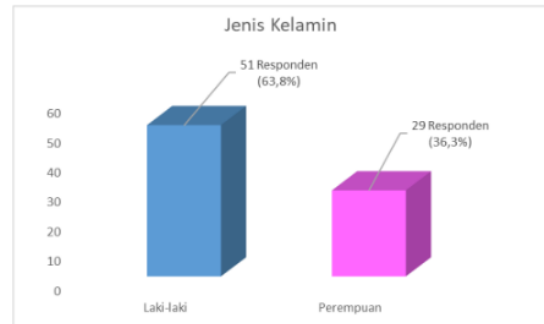 Jenis Kelamin
51 Responden
(63,8%)
29 Responden
(36,3%)
60
50
40
30
20
10
0
Laki-laki
Perempuan